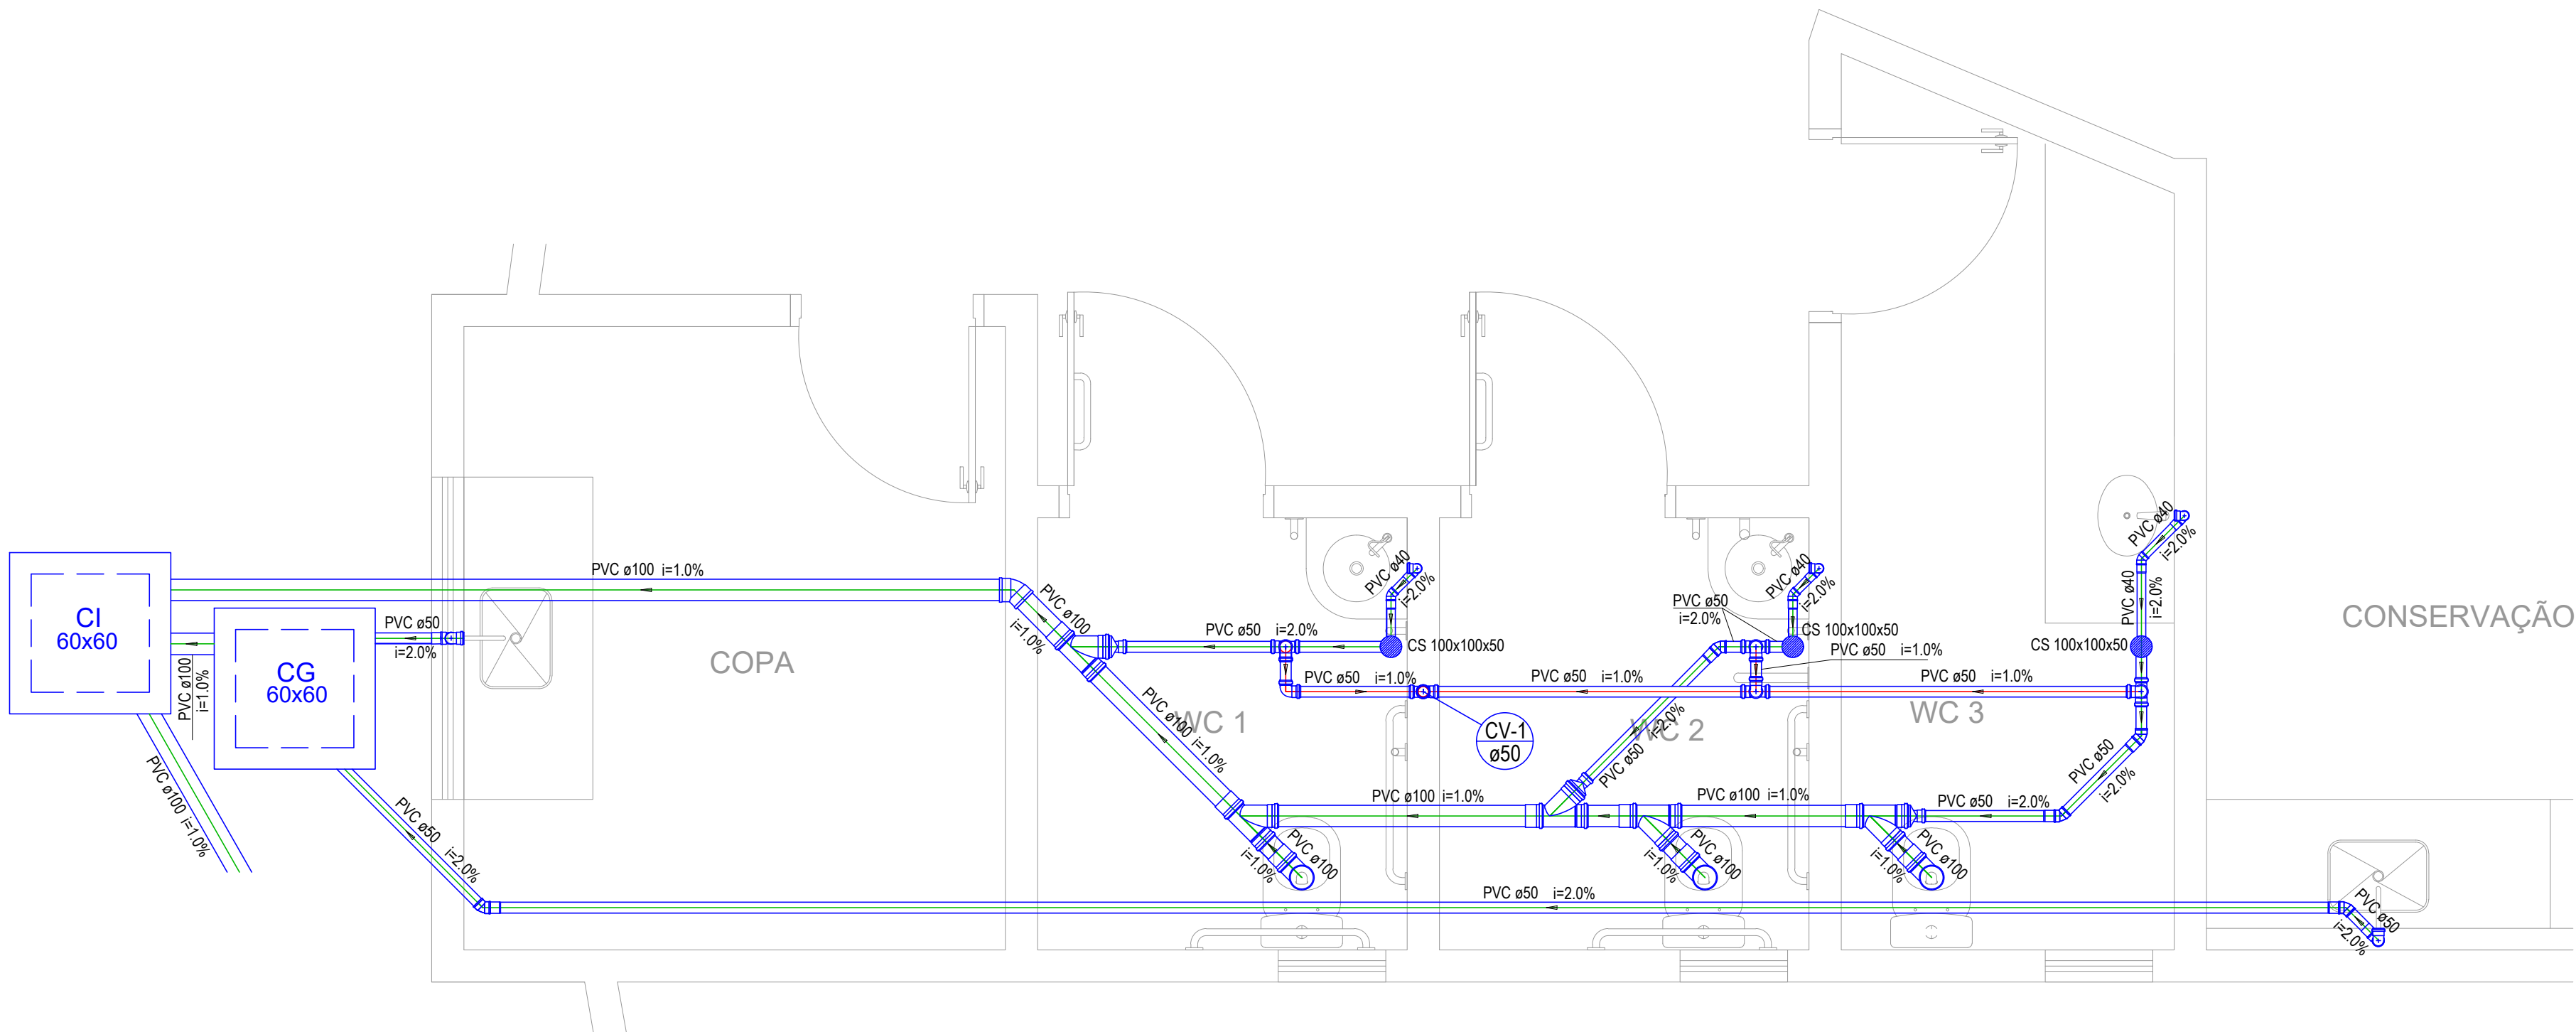 PVC ø40
i=2.0%
PVC ø40
i=2.0%
PVC ø40
i=2.0%
PVC ø40
i=2.0%
PVC ø100 i=1.0%
PVC ø100
i=1.0%
CI
60x60
PVC ø50
i=2.0%
CG
60x60
PVC ø100
i=1.0%
COPA
PVC ø50 i=2.0%
CS 100x100x50
PVC ø50
i=2.0%
CS 100x100x50
PVC ø50 i=1.0%
CS 100x100x50
CONSERVAÇÃO
PVC ø50 i=1.0%
PVC ø50 i=1.0%
PVC ø50 i=1.0%
WC 1
WC 2
WC 3
CV-1
ø50
PVC ø100 i=1.0%
PVC ø50 i=2.0%
PVC ø50
i=2.0%
PVC ø100 i=1.0%
PVC ø100 i=1.0%
PVC ø100 i=1.0%
PVC ø50 i=2.0%
PVC ø50
i=2.0%
PVC ø100
i=1.0%
PVC ø100
i=1.0%
PVC ø100
i=1.0%
PVC ø50 i=2.0%
PVC ø50
i=2.0%